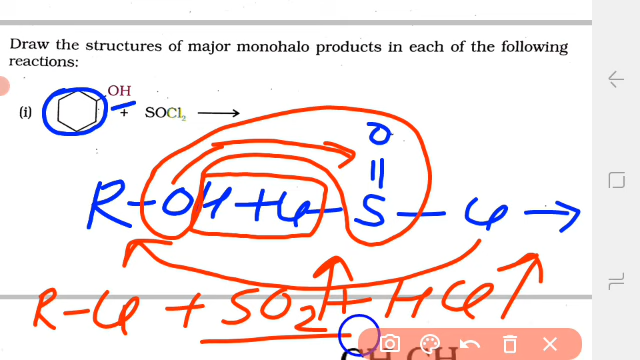 Draw the structures of major monohalo products in each of the following
reactions:
OH
(i) + SOCl₂ ⟶
O
||
R-OH + Cl-S-Cl →
R-Cl + SO₂↑ + HCl↑